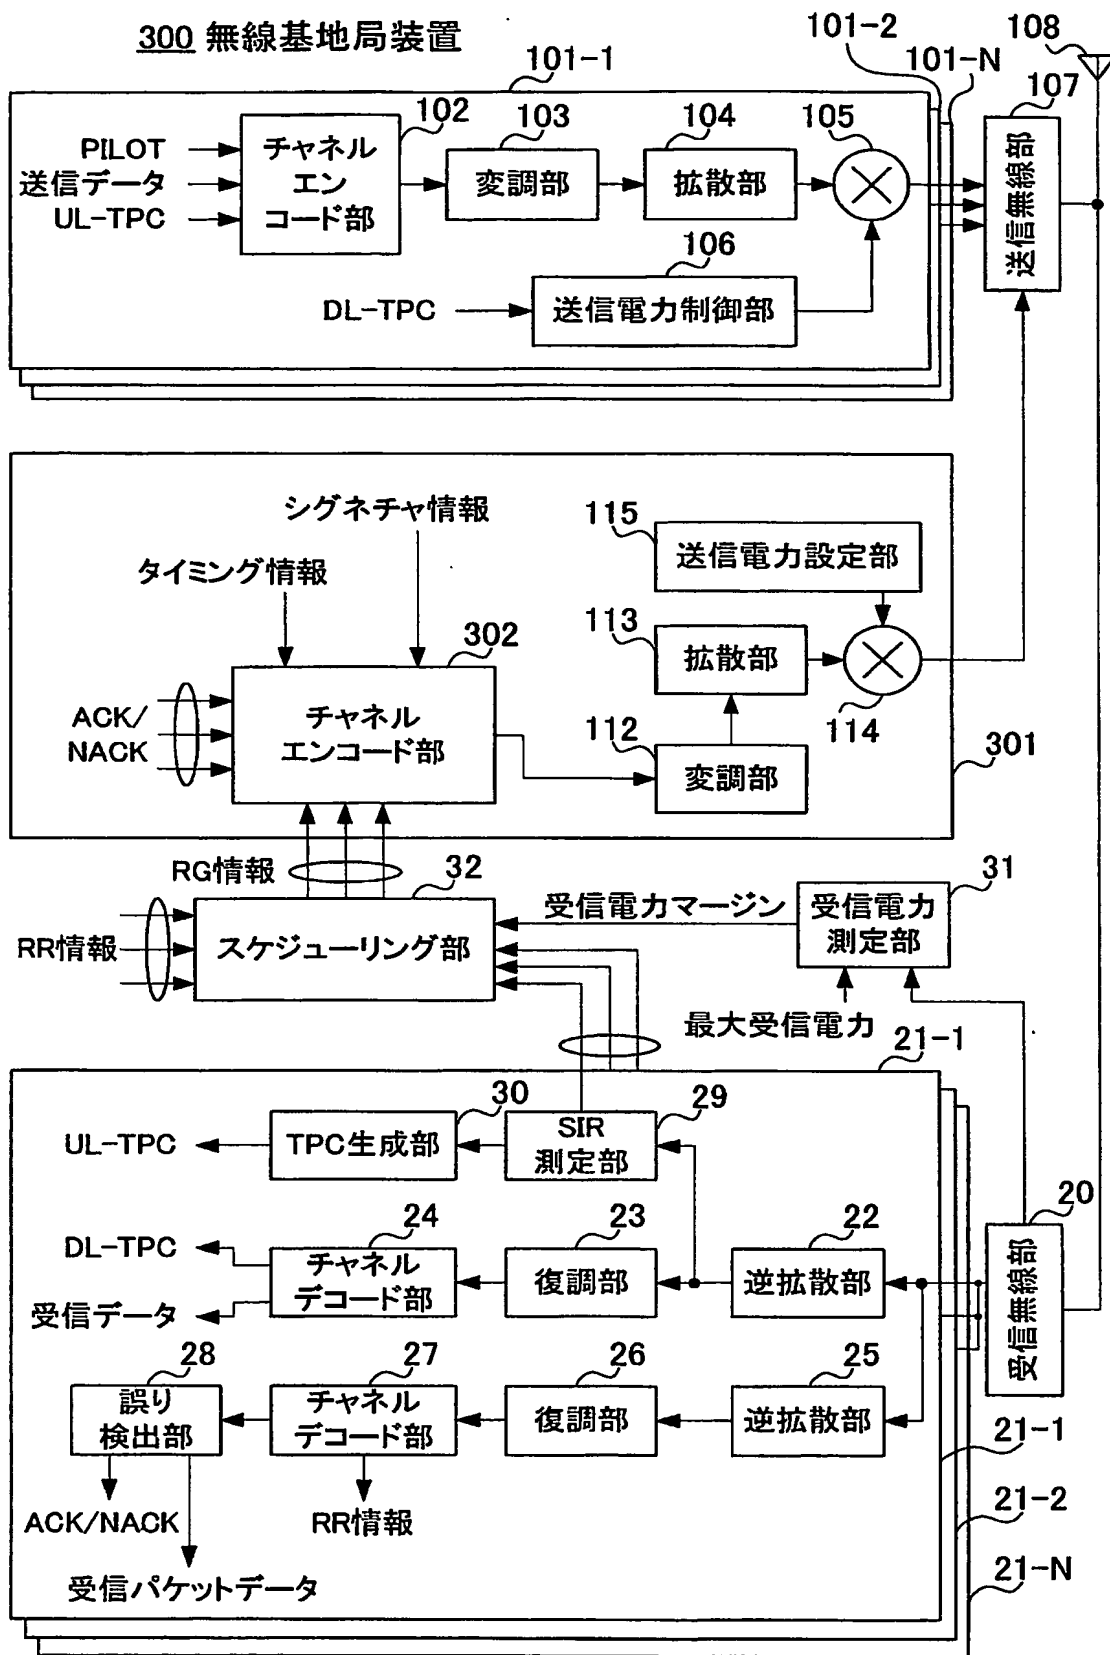 300 無線基地局装置
101-1
101-2
101-N
108
107
102
103
104
105
PILOT
送信データ
UL-TPC
チャネル
エン
コード部
変調部
拡散部
送信無線部
106
DL-TPC
送信電力制御部
シグネチャ情報
タイミング情報
115
送信電力設定部
302
113
拡散部
114
ACK/
NACK
チャネル
エンコード部
112
変調部
301
RG情報
32
31
受信電力マージン
受信電力
測定部
RR情報
スケジューリング部
最大受信電力
21-1
30
29
UL-TPC
TPC生成部
SIR
測定部
20
24
23
22
DL-TPC
受信データ
チャネル
デコード部
復調部
逆拡散部
受信無線部
28
27
26
25
誤り
検出部
チャネル
デコード部
復調部
逆拡散部
21-1
ACK/NACK
RR情報
21-2
受信パケットデータ
21-N